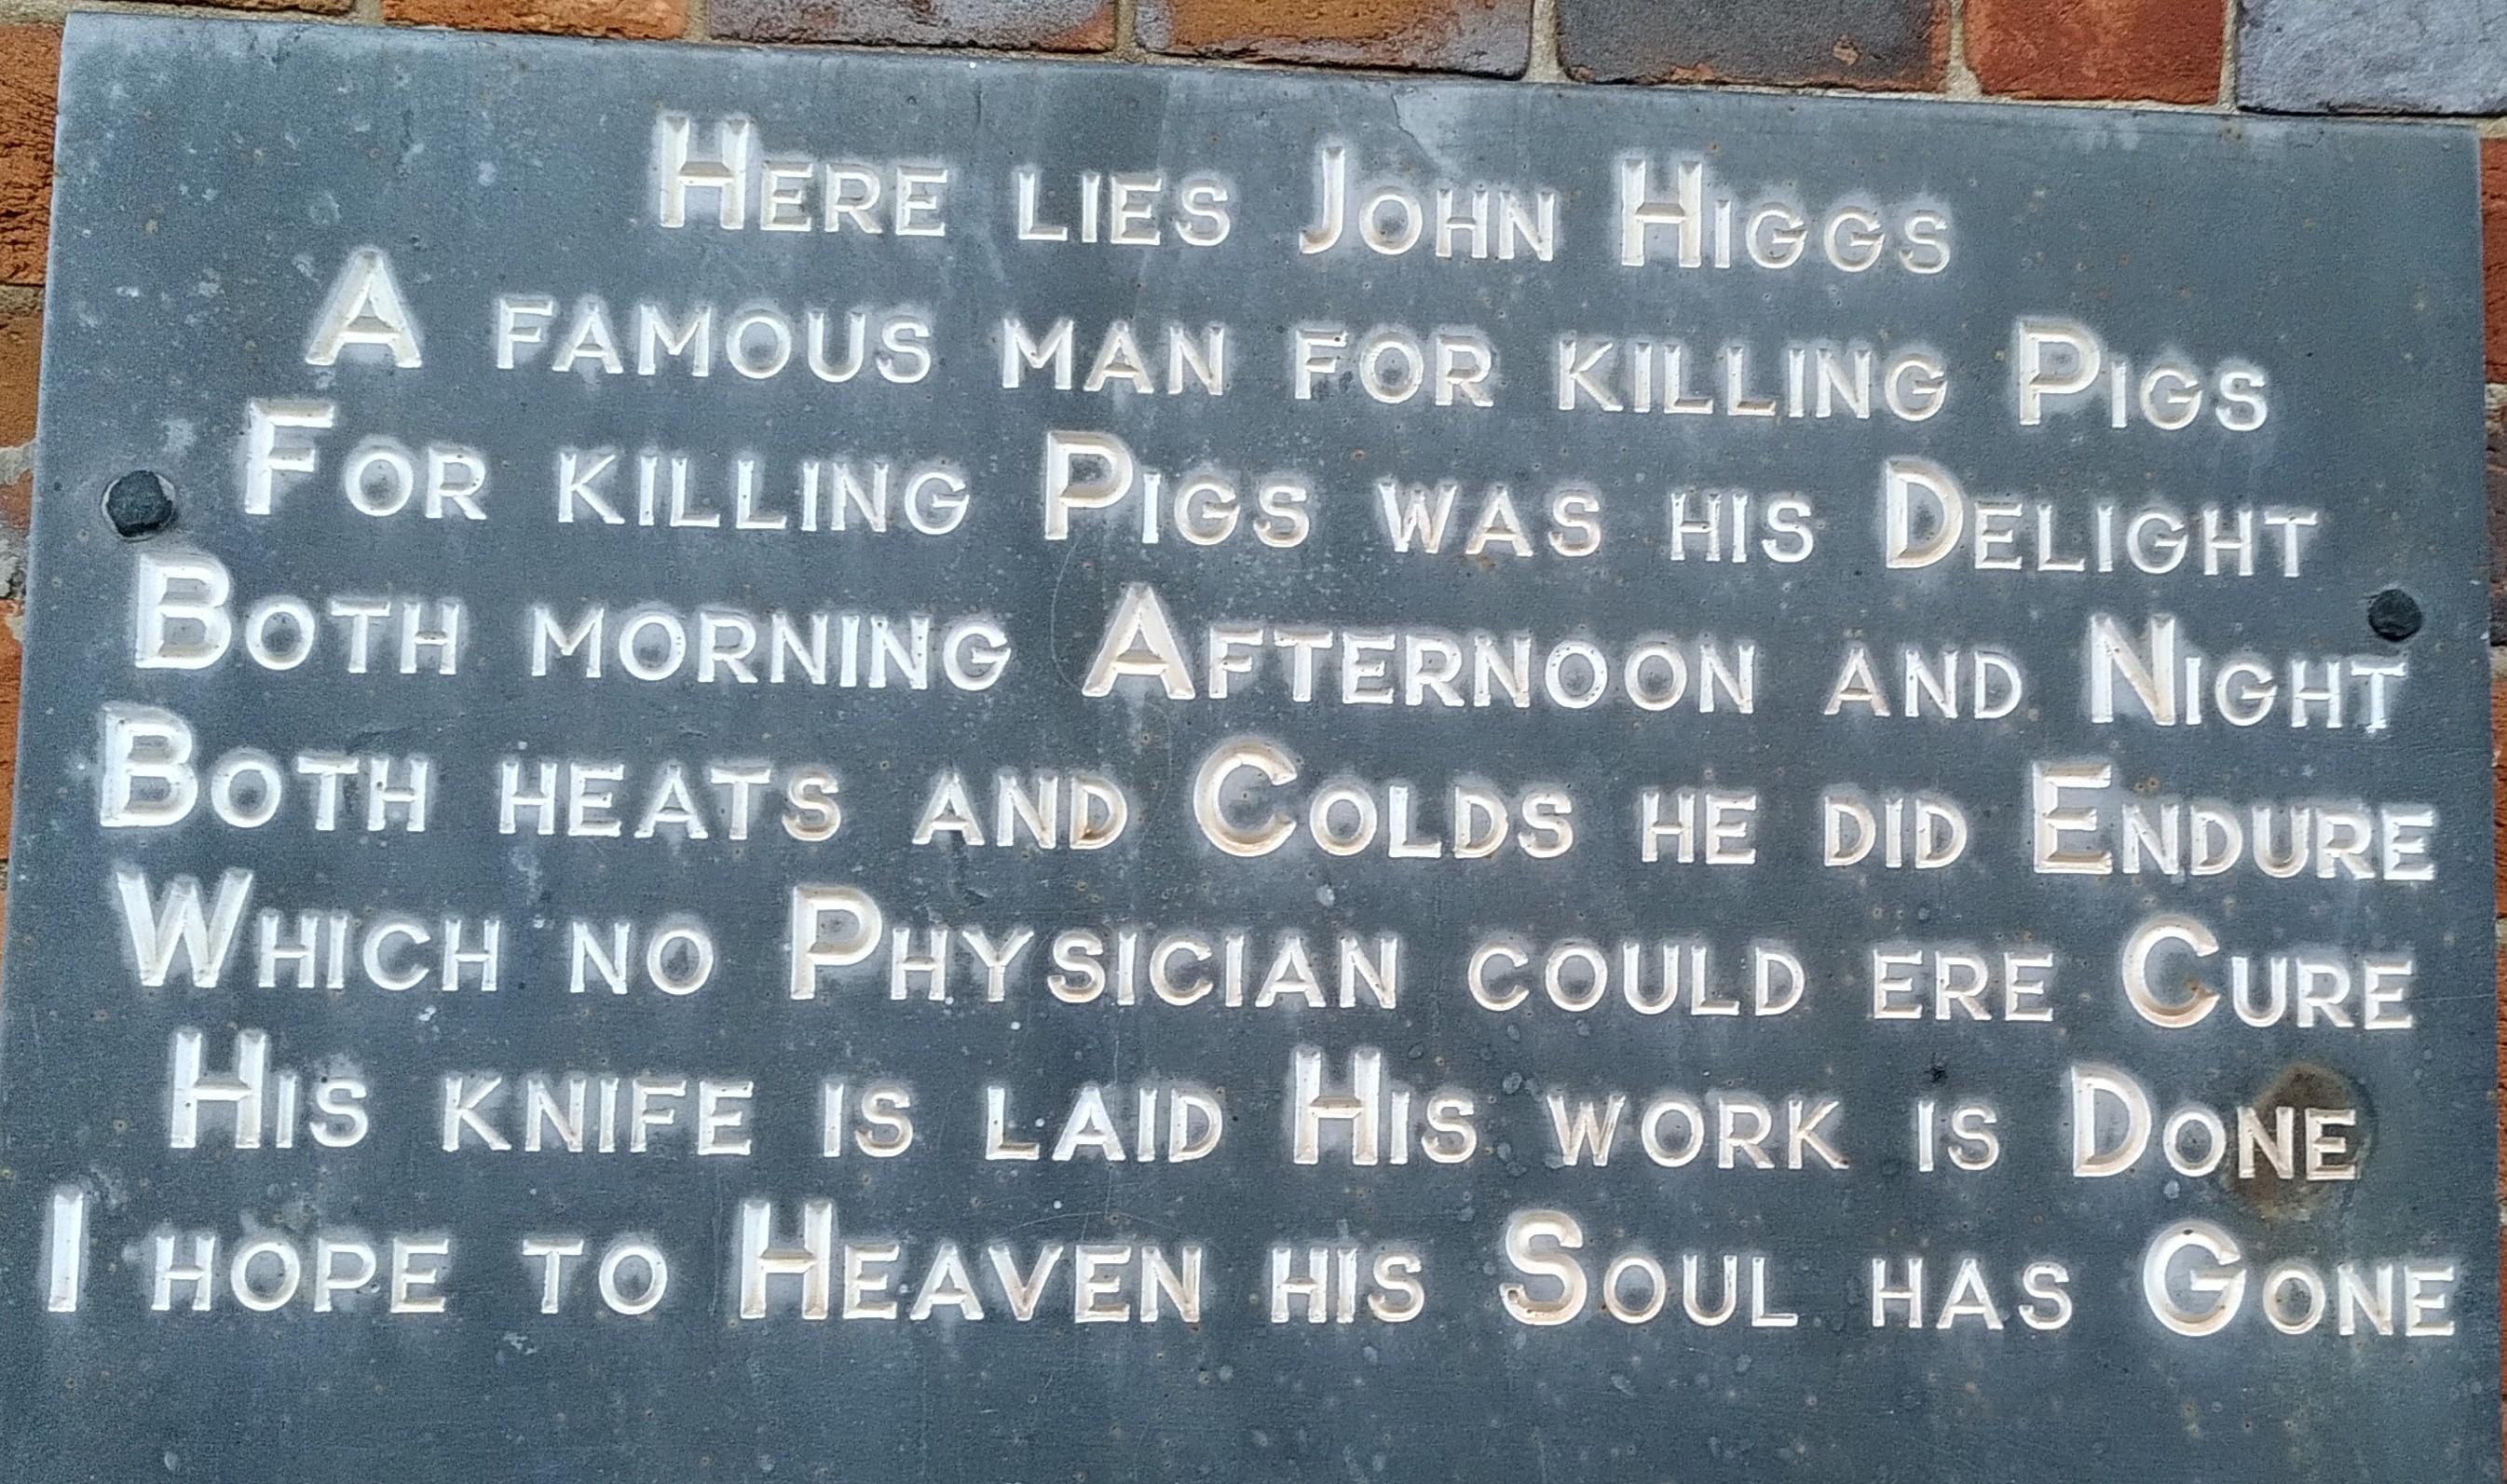 Here lies John Higgs
A famous man for killing Pigs
For killing Pigs was his Delight
Both morning Afternoon and Night
Both heats and Colds he did Endure
Which no Physician could ere Cure
His knife is laid His work is Done
I hope to Heaven his Soul has Gone